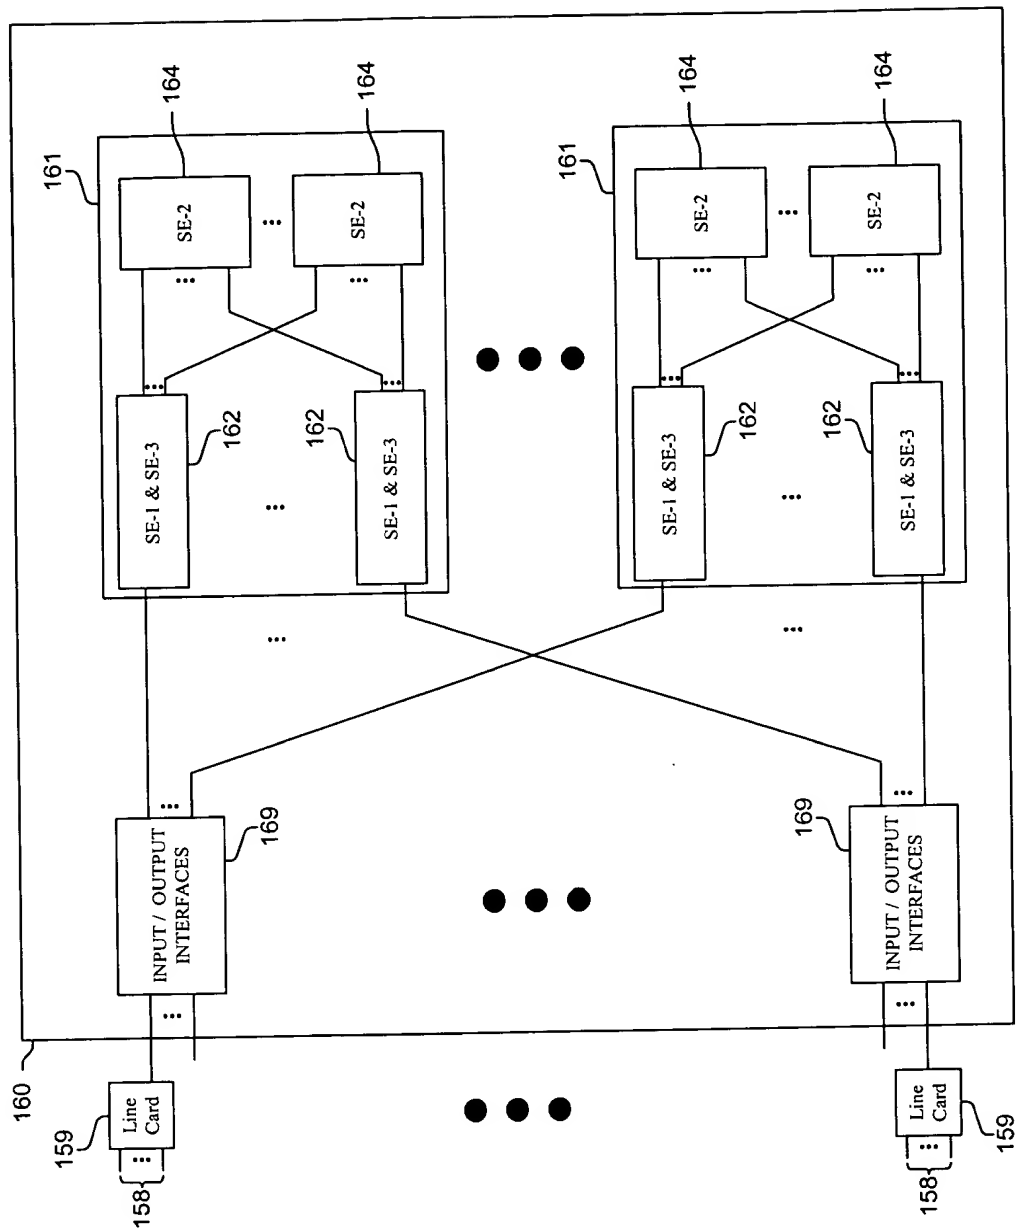 160
159
158
Line
Card
INPUT / OUTPUT
INTERFACES
169
161
SE-1 & SE-3
162
SE-2
164
162
SE-1 & SE-3
SE-2
164
161
SE-1 & SE-3
162
SE-2
164
162
SE-1 & SE-3
SE-2
164
169
INPUT / OUTPUT
INTERFACES
Line
Card
158
159